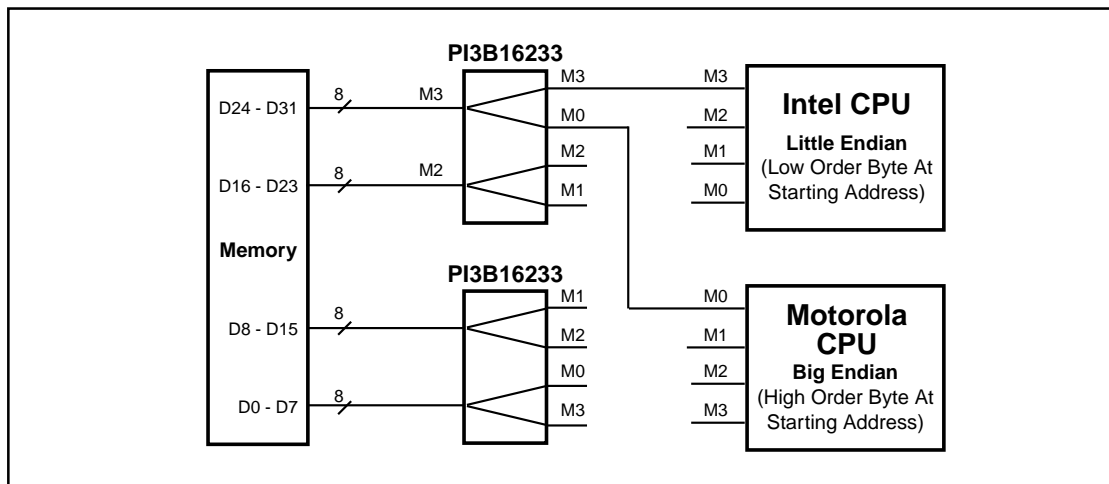 PI3B16233
D24 - D31
8
M3
M3
M0
D16 - D23
8
M2
M2
M1
Memory
PI3B16233
D8 - D15
8
M1
M2
D0 - D7
8
M0
M3
M3
M2
M1
M0
Intel CPU
Little Endian
(Low Order Byte At
Starting Address)
M0
M1
M2
M3
Motorola
CPU
Big Endian
(High Order Byte At
Starting Address)